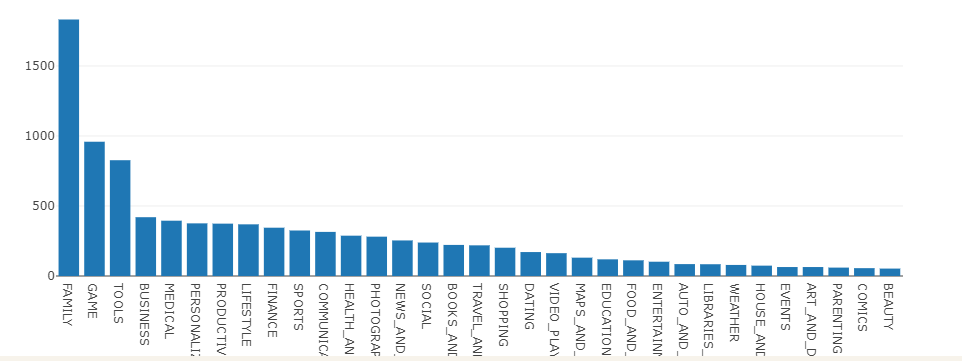 1500
1000
500
0
FAMILY
GAME
TOOLS
BUSINESS
MEDICAL
PERSONALI
PRODUCTIV
LIFESTYLE
FINANCE
SPORTS
COMMUNICA
HEALTH_AN
PHOTOGRAP
NEWS_AND_
SOCIAL
BOOKS_AND
TRAVEL_AN
SHOPPING
DATING
VIDEO_PLAY
MAPS_AND_
EDUCATION
FOOD_AND_
ENTERTAINM
AUTO_AND_
LIBRARIES_
WEATHER
HOUSE_AND
EVENTS
ART_AND_D
PARENTING
COMICS
BEAUTY